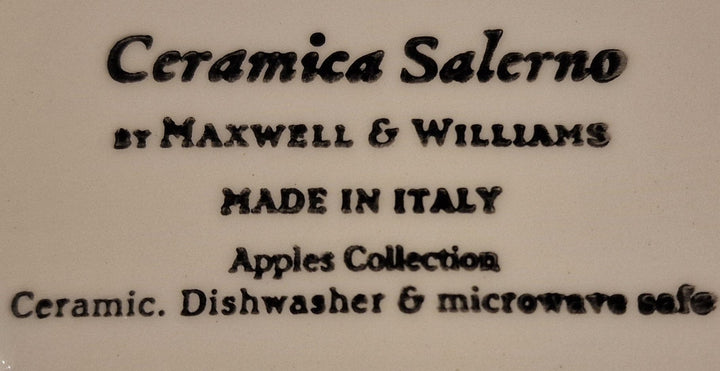 Ceramica Salerno
BY MAXWELL & WILLIAMS
MADE IN ITALY
Apples Collection
Ceramic. Dishwasher & microwave safe